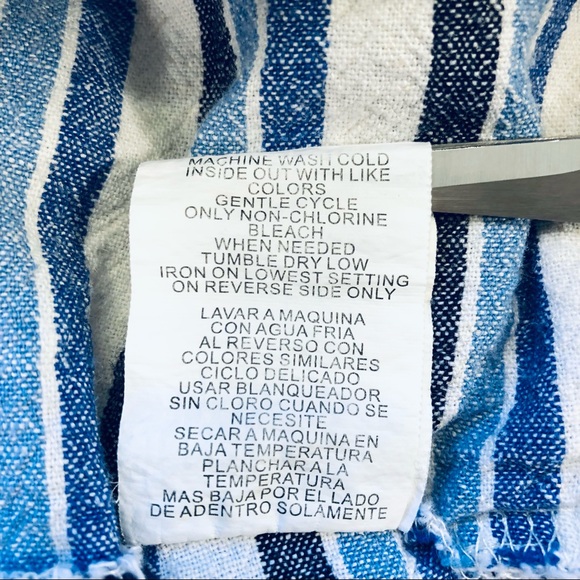 MACHINE WASH COLD
INSIDE OUT WITH LIKE
COLORS
GENTLE CYCLE
ONLY NON-CHLORINE
BLEACH
WHEN NEEDED
TUMBLE DRY LOW
IRON ON LOWEST SETTING
ON REVERSE SIDE ONLY
LAVAR A MAQUINA
CON AGUA FRIA
AL REVERSO CON
COLORES SIMILARES
CICLO DELICADO
USAR BLANQUEADOR
SIN CLORO CUANDO SE
NECESITE
SECAR A MAQUINA EN
BAJA TEMPERATURA
PLANCHAR A LA
TEMPERATURA
MAS BAJA POR EL LADO
DE ADENTRO SOLAMENTE